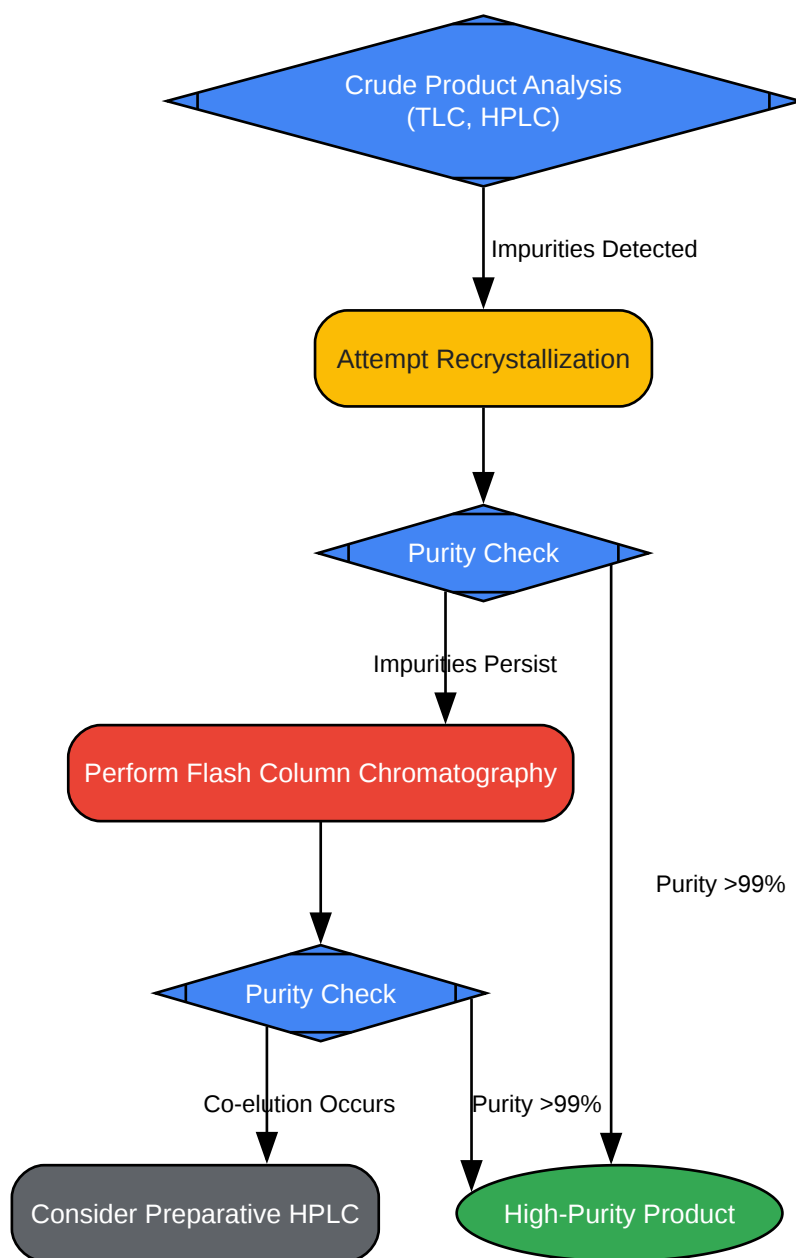 Crude Product Analysis
(TLC, HPLC)
Impurities Detected
Attempt Recrystallization
Purity Check
Impurities Persist
Perform Flash Column Chromatography
Purity >99%
Purity Check
Co-elution Occurs
Purity >99%
Consider Preparative HPLC
High-Purity Product